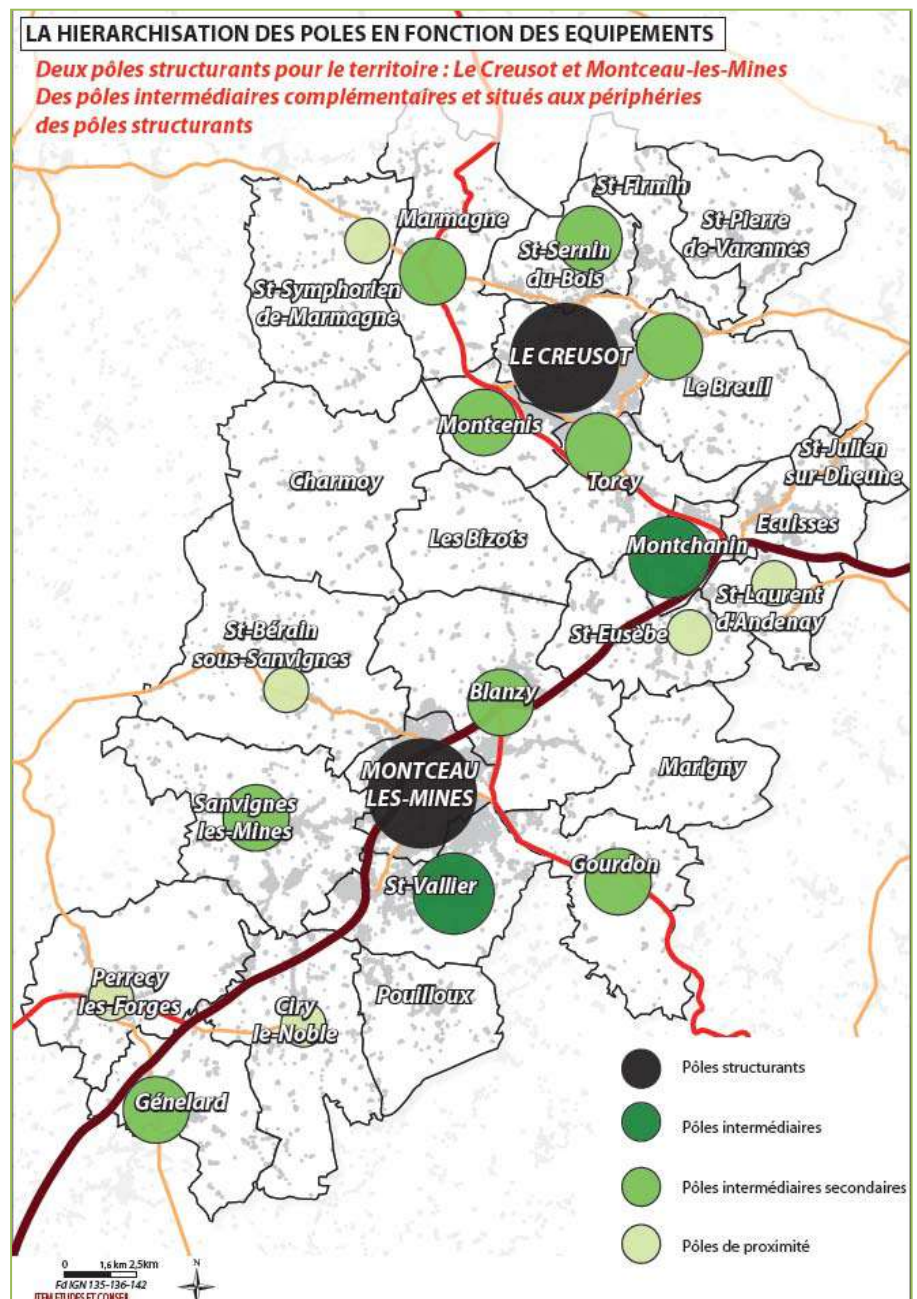 LA HIERARCHISATION DES POLES EN FONCTION DES EQUIPEMENTS
Deux pôles structurants pour le territoire : Le Creusot et Montceau-les-Mines
Des pôles intermédiaires complémentaires et situés aux périphéries
des pôles structurants
St-Firmin
Marmagne
St-Pierre
de-Varennes
St-Sernin
du-Bois
St-Symphorien
de-Marmagne
LE CREUSOT
Le Breuil
Montcenis
St-Julien
sur-Dheune
Torcy
Charmoy
Ecuisses
Les Bizots
Montchanin
St-Laurent
d'Andenay
St-Eusèbe
St-Bérain
sous-Sanvignes
Blanzy
Marigny
MONTCEAU
LES-MINES
Sanvignes
les-Mines
Gourdon
St-Vallier
Perrecy
les-Forges
Ciry
le-Noble
Pouilloux
Génelard
Pôles structurants
Pôles intermédiaires
Pôles intermédiaires secondaires
Pôles de proximité
0 1,6 km 2,5km
Fd IGN 135-136-142
ITEM ETUDES ET CONSEIL
N